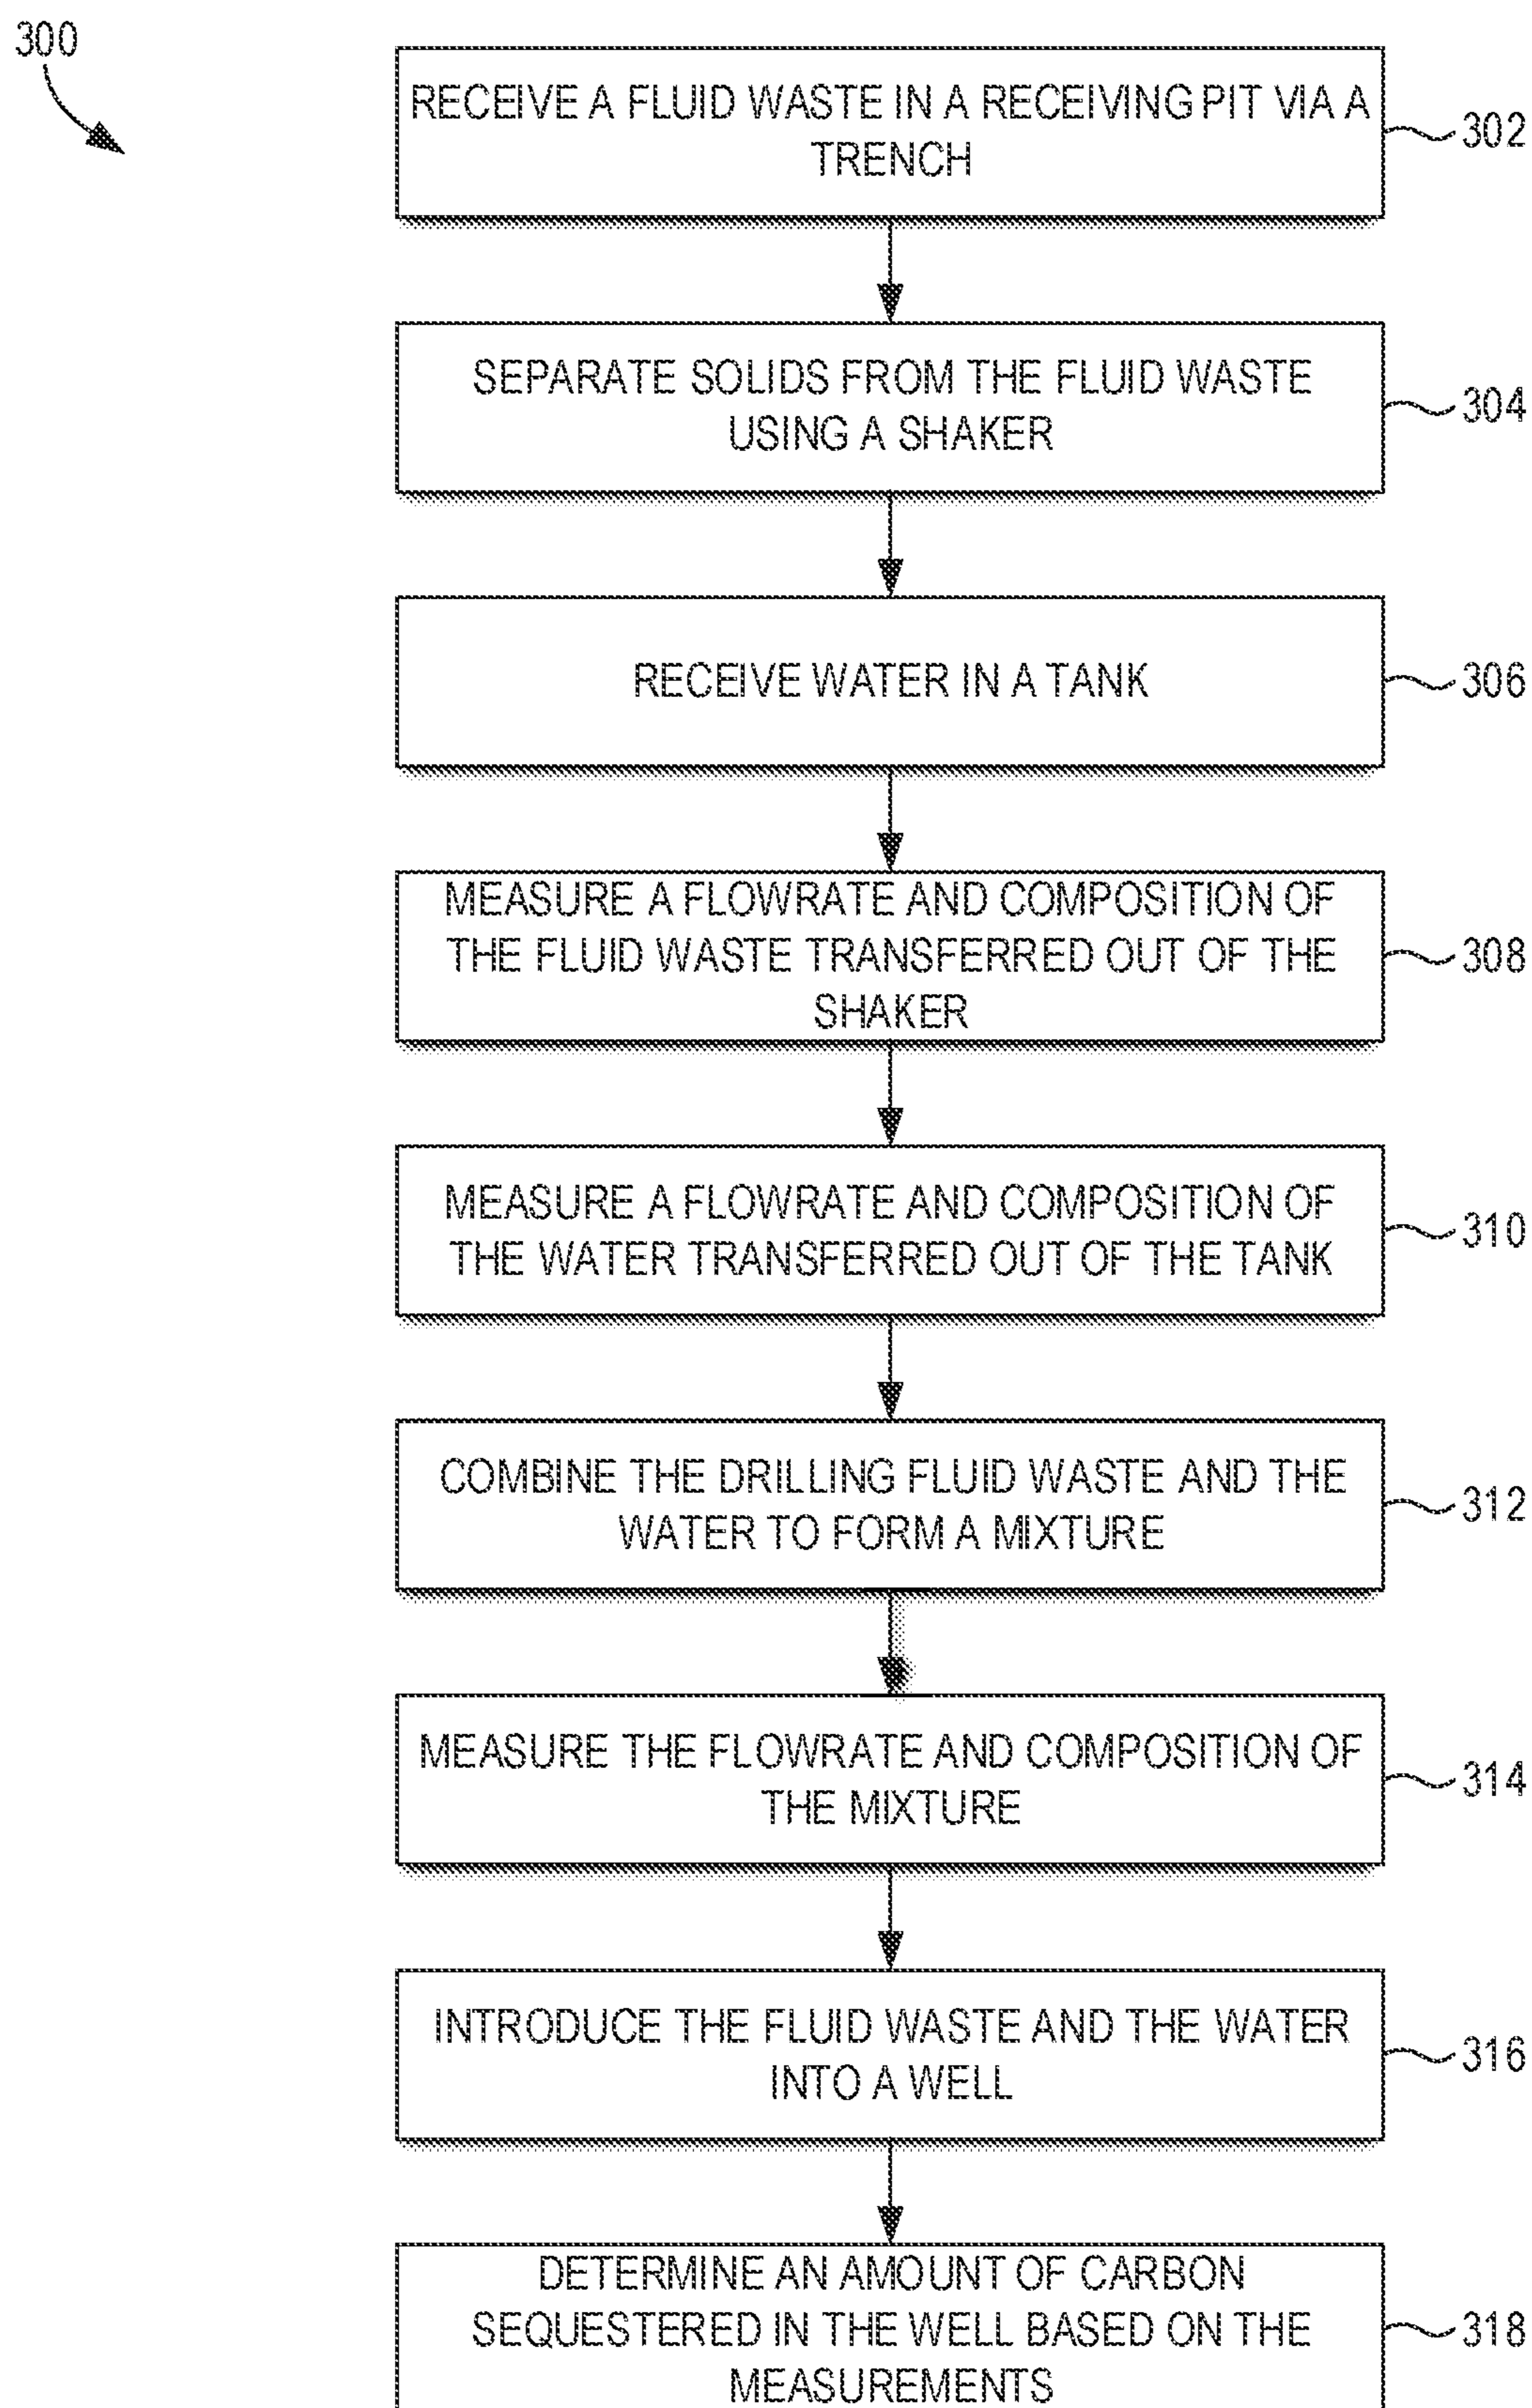 300
RECEIVE A FLUID WASTE IN A RECEIVING PIT VIA A
TRENCH
302
SEPARATE SOLIDS FROM THE FLUID WASTE
USING A SHAKER
304
RECEIVE WATER IN A TANK
306
MEASURE A FLOWRATE AND COMPOSITION OF
THE FLUID WASTE TRANSFERRED OUT OF THE
SHAKER
308
MEASURE A FLOWRATE AND COMPOSITION OF
THE WATER TRANSFERRED OUT OF THE TANK
310
COMBINE THE DRILLING FLUID WASTE AND THE
WATER TO FORM A MIXTURE
312
MEASURE THE FLOWRATE AND COMPOSITION OF
THE MIXTURE
314
INTRODUCE THE FLUID WASTE AND THE WATER
INTO A WELL
316
DETERMINE AN AMOUNT OF CARBON
SEQUESTERED IN THE WELL BASED ON THE
MEASUREMENTS
318